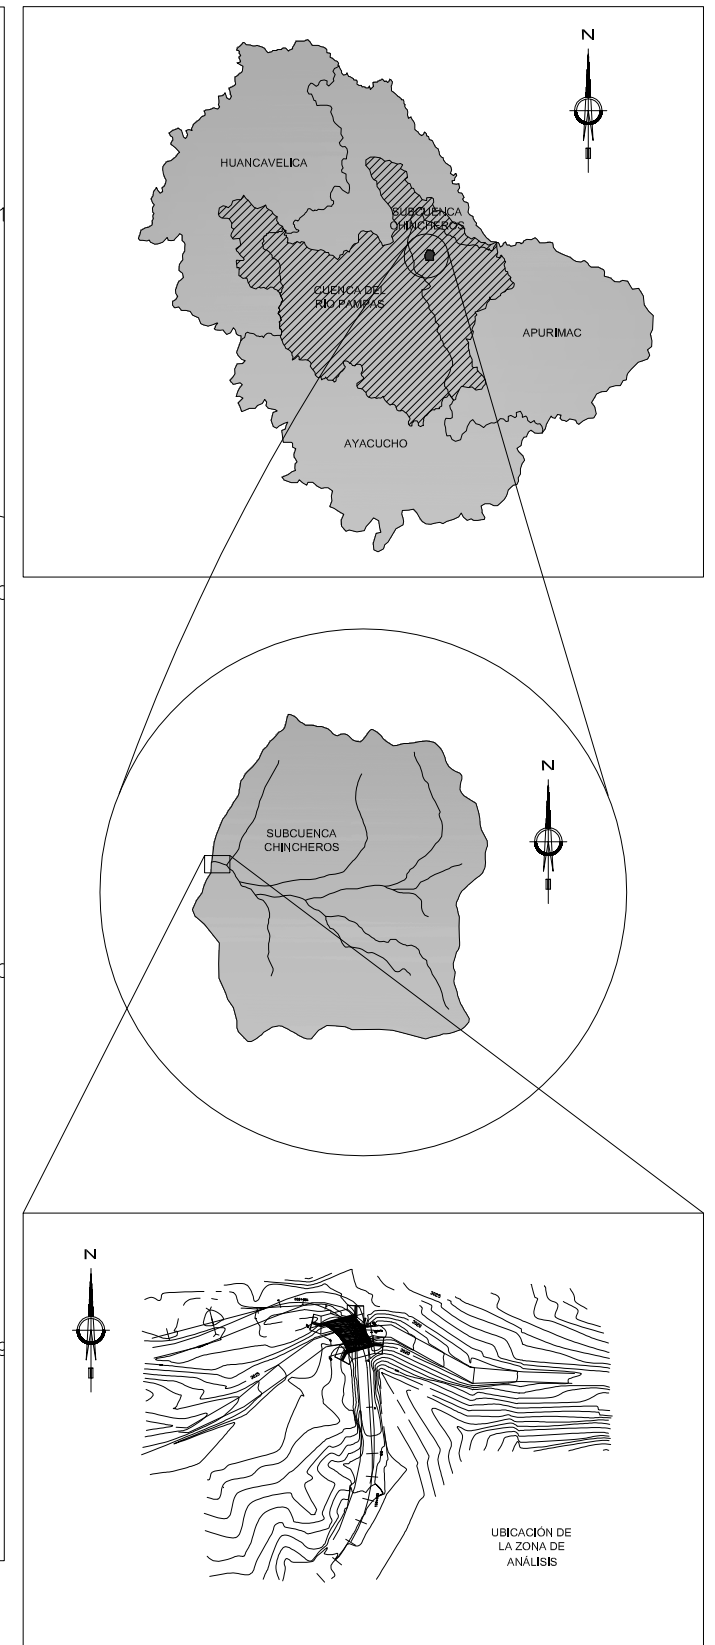 N
HUANCAVELICA
SUBCUENCA
CHINCHEROS
CUENCA DEL
RÍO PAMPAS
APURIMAC
AYACUCHO
N
SUBCUENCA
CHINCHEROS
N
UBICACIÓN DE
LA ZONA DE
ANÁLISIS